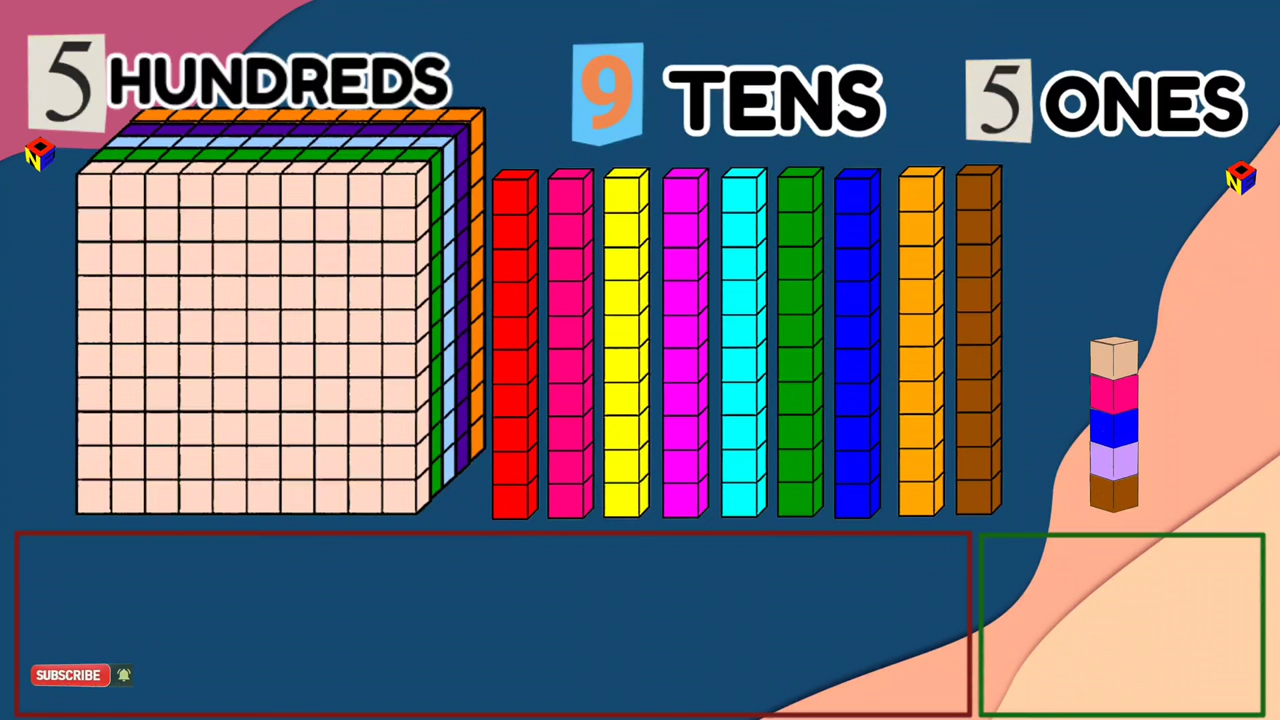 5 HUNDREDS
9 TENS
5 ONES
N
N
SUBSCRIBE